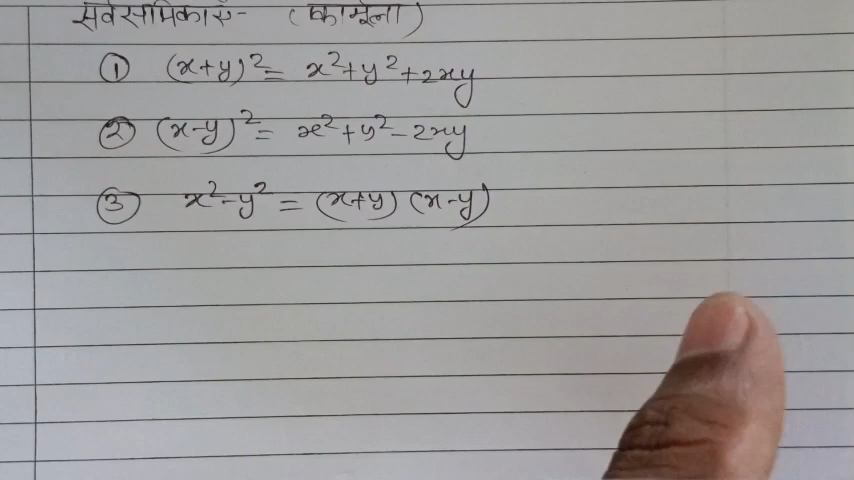 सर्वसमिकाएँ- (फार्मूला)
① (x+y)² = x²+y²+2xy
② (x-y)² = x²+y²-2xy
③ x²-y² = (x+y) (x-y)